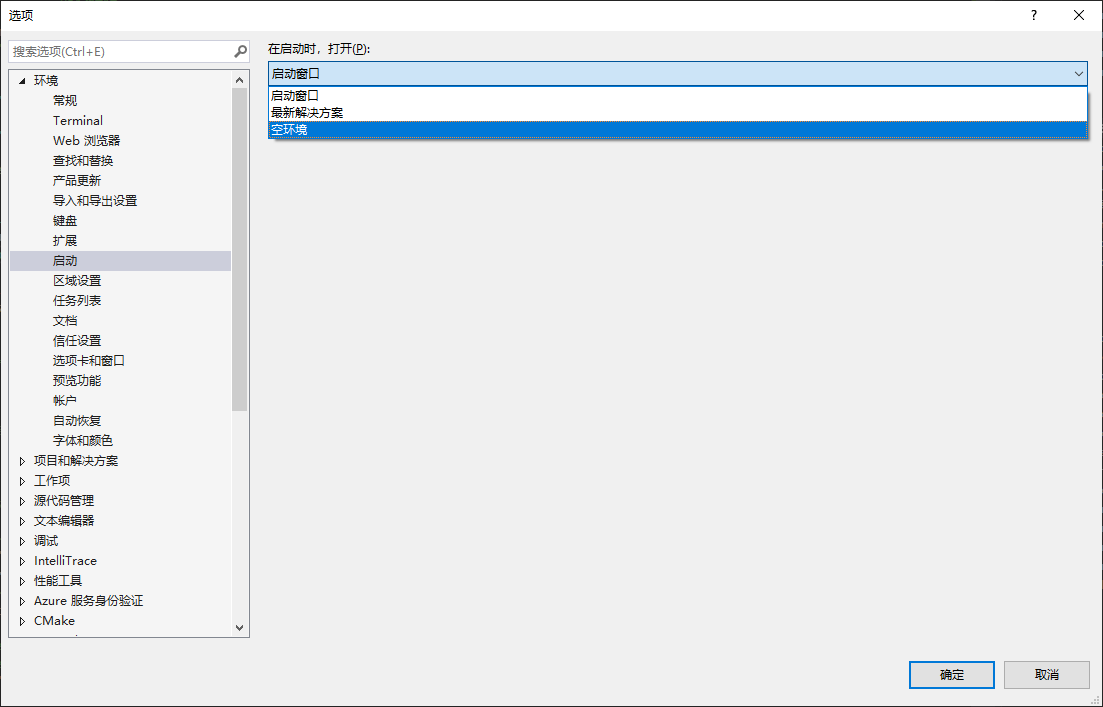 选项
?
搜索选项(Ctrl+E)
环境
常规
Terminal
Web 浏览器
查找和替换
产品更新
导入和导出设置
键盘
扩展
启动
区域设置
任务列表
文档
信任设置
选项卡和窗口
预览功能
帐户
自动恢复
字体和颜色
项目和解决方案
工作项
源代码管理
文本编辑器
调试
IntelliTrace
性能工具
Azure 服务身份验证
CMake
在启动时，打开(P):
启动窗口
启动窗口
最新解决方案
空环境
确定
取消